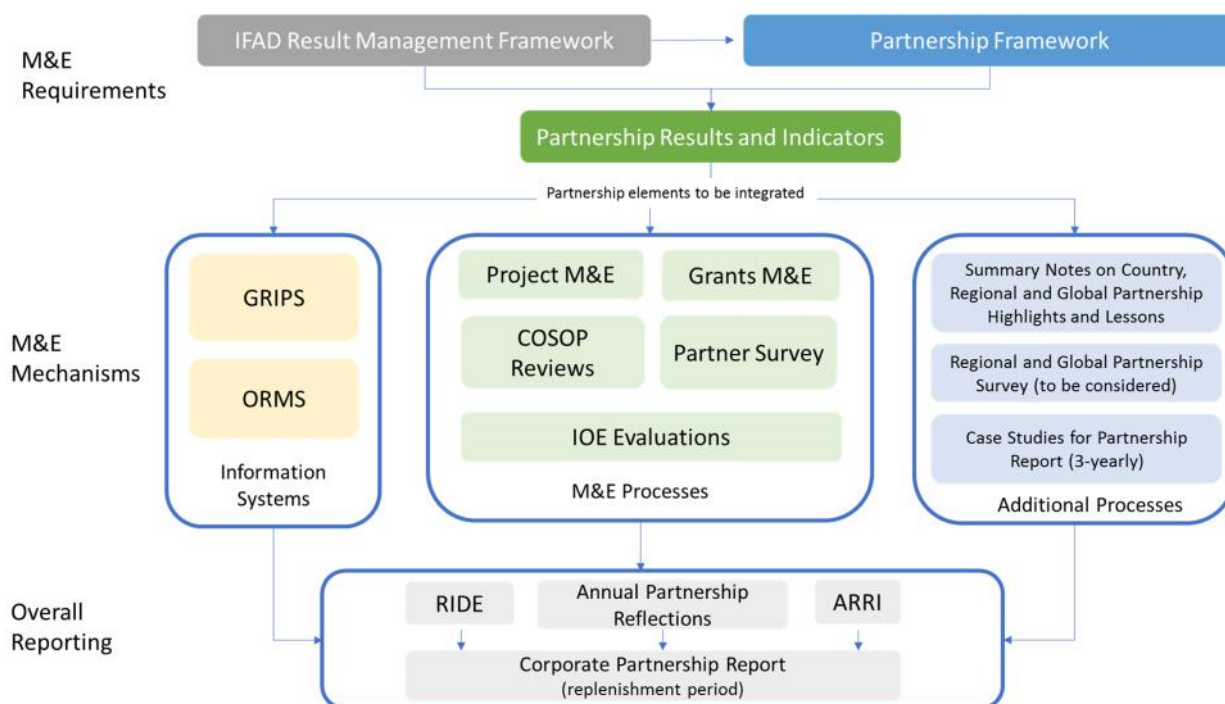 IFAD Result Management Framework
Partnership Framework
M&E
Requirements
Partnership Results and Indicators
Partnership elements to be integrated
M&E
Mechanisms
GRIPS
ORMS
Information
Systems
Project M&E
Grants M&E
COSOP
Reviews
Partner Survey
IOE Evaluations
M&E Processes
Summary Notes on Country,
Regional and Global Partnership
Highlights and Lessons
Regional and Global Partnership
Survey (to be considered)
Case Studies for Partnership
Report (3-yearly)
Additional Processes
Overall
Reporting
RIDE
Annual Partnership
Reflections
ARRI
Corporate Partnership Report
(replenishment period)